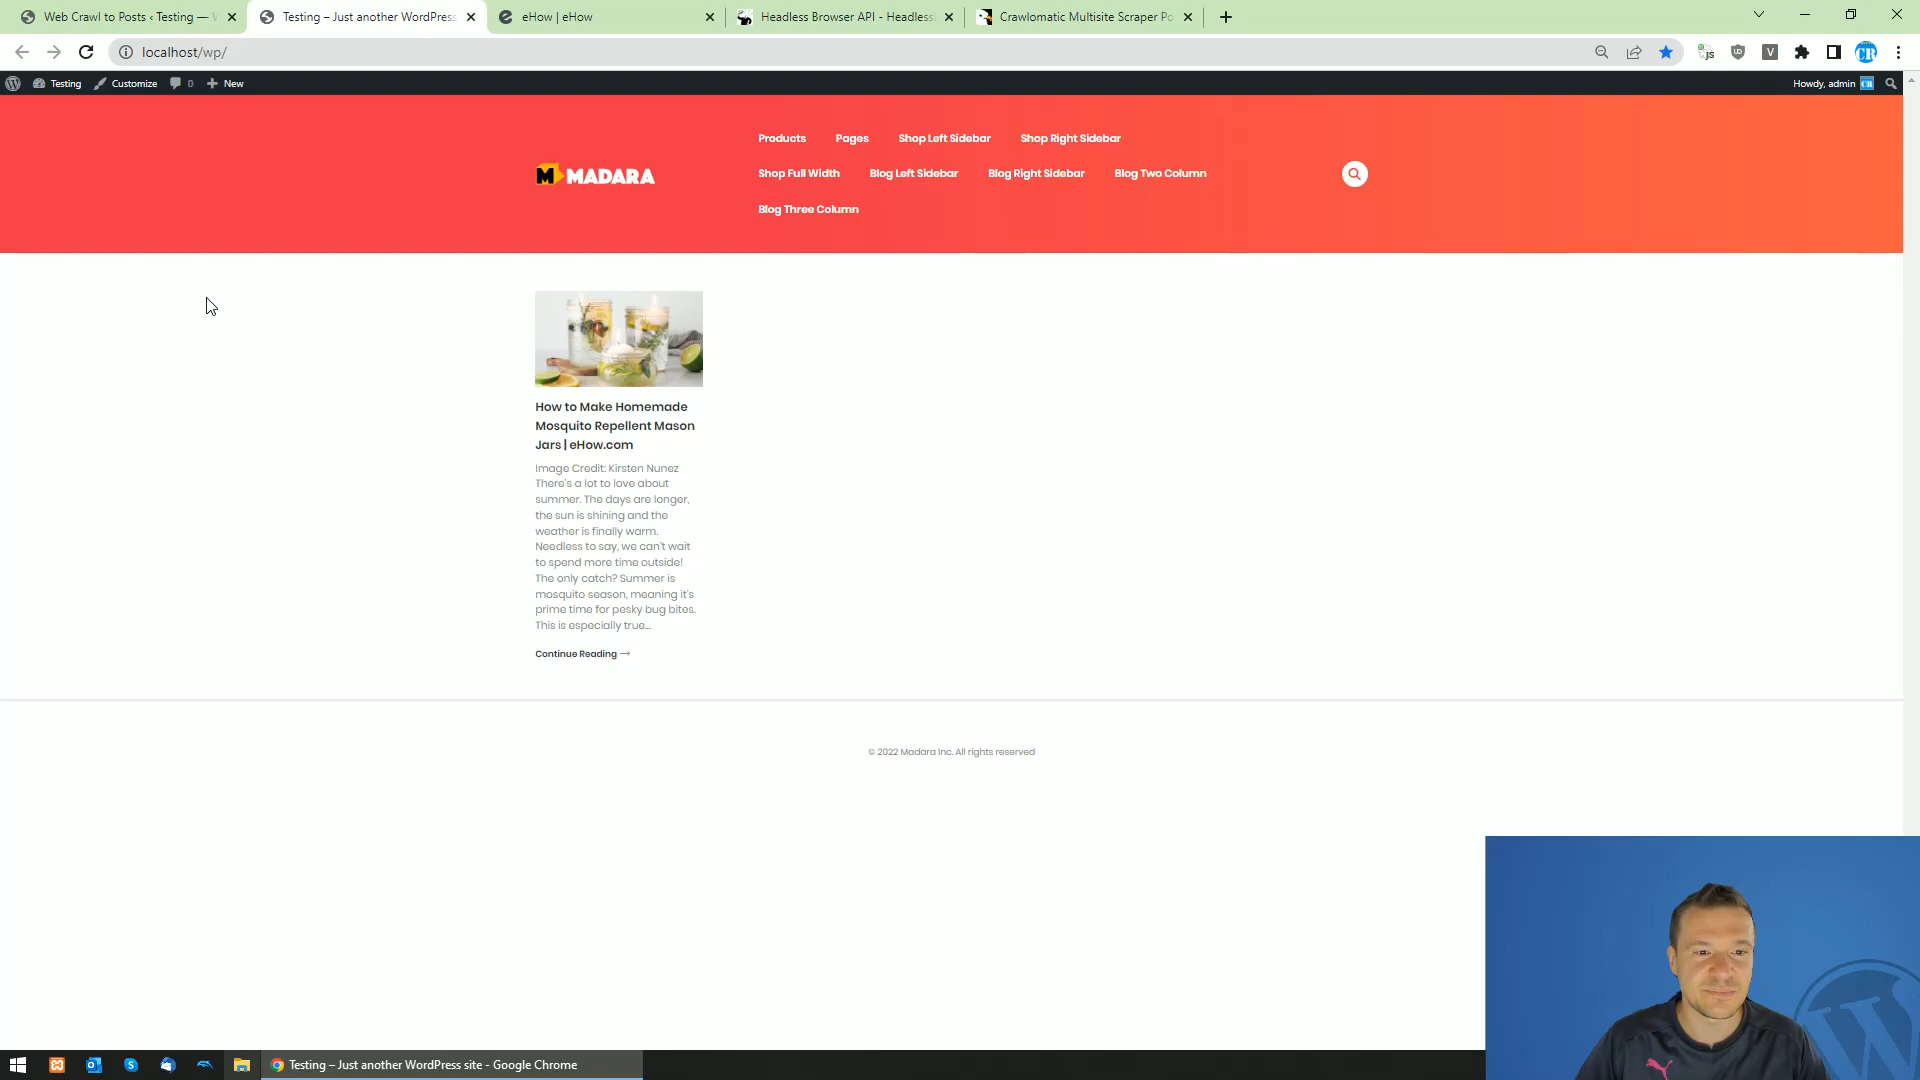 Web Crawl to Posts ‹ Testing —
Testing – Just another WordPress
eHow | eHow
Headless Browser API - Headless
Crawlomatic Multisite Scraper Po
localhost/wp/
JS
V
CR
Testing
Customize
0
New
Howdy, admin
CR
M MADARA
Products
Pages
Shop Left Sidebar
Shop Right Sidebar
Shop Full Width
Blog Left Sidebar
Blog Right Sidebar
Blog Two Column
Blog Three Column
How to Make Homemade
Mosquito Repellent Mason
Jars | eHow.com
Image Credit: Kirsten Nunez
There's a lot to love about
summer. The days are longer,
the sun is shining and the
weather is finally warm.
Needless to say, we can't wait
to spend more time outside!
The only catch? Summer is
mosquito season, meaning it's
prime time for pesky bug bites.
This is especially true...
Continue Reading →
© 2022 Madara Inc. All rights reserved
Testing – Just another WordPress site - Google Chrome